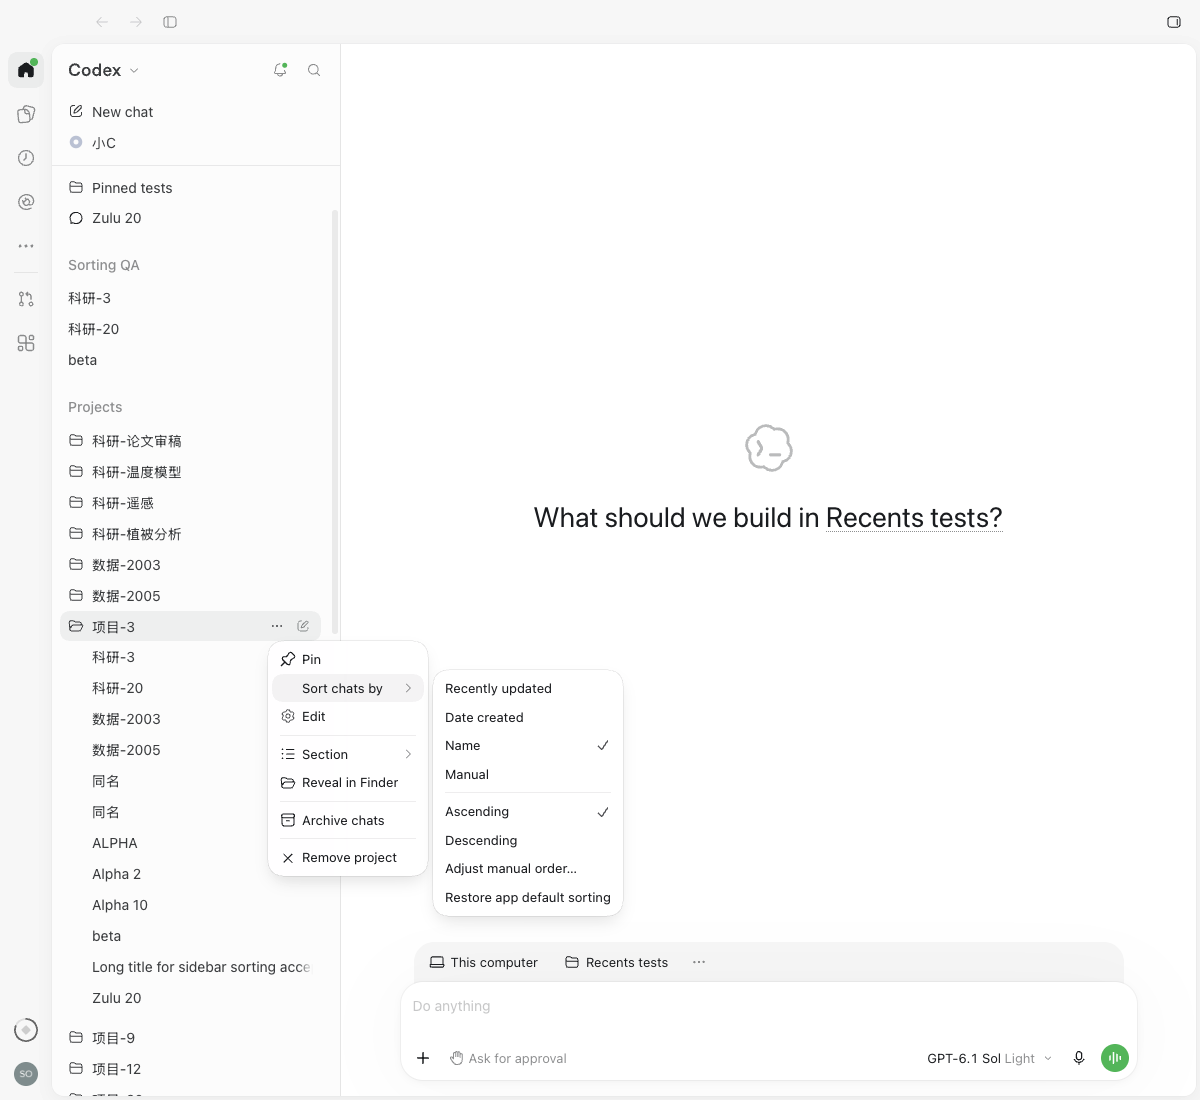 Codex
New chat
小C
Pinned tests
Zulu 20
Sorting QA
科研-3
科研-20
beta
Projects
科研-论文审稿
科研-温度模型
科研-遥感
科研-植被分析
数据-2003
数据-2005
项目-3
科研-3
科研-20
数据-2003
数据-2005
同名
同名
ALPHA
Alpha 2
Alpha 10
beta
Long title for sidebar sorting acce
Zulu 20
项目-9
项目-12
SO
Pin
Sort chats by
Edit
Section
Reveal in Finder
Archive chats
Remove project
Recently updated
Date created
Name
Manual
Ascending
Descending
Adjust manual order...
Restore app default sorting
What should we build in Recents tests?
This computer
Recents tests
Do anything
Ask for approval
GPT-6.1 Sol Light